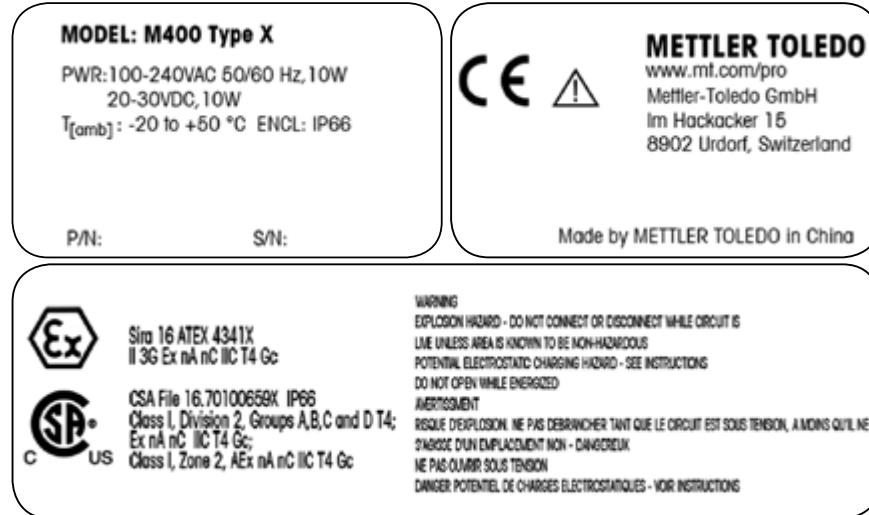 MODEL: M400 Type X
PWR:100-240VAC 50/60 Hz, 10W
20-30VDC, 10W
T[amb] : -20 to +50 °C ENCL: IP66
P/N: S/N:
CE
METTLER TOLEDO
www.mt.com/pro
Mettler-Toledo GmbH
Im Hackacker 15
8902 Urdorf, Switzerland
Made by METTLER TOLEDO in China
Ex
Sira 16 ATEX 4341X
II 3G Ex nA nC IIC T4 Gc
C SA US
CSA File 16.70100659X IP66
Class I, Division 2, Groups A,B,C and D T4;
Ex nA nC IIC T4 Gc;
Class I, Zone 2, AEx nA nC IIC T4 Gc
WARNING
EXPLOSION HAZARD - DO NOT CONNECT OR DISCONNECT WHILE CIRCUIT IS
LIVE UNLESS AREA IS KNOWN TO BE NON-HAZARDOUS
POTENTIAL ELECTROSTATIC CHARGING HAZARD - SEE INSTRUCTIONS
DO NOT OPEN WHILE ENERGIZED
AVERTISSMENT
RISQUE D'EXPLOSION. NE PAS DEBRANCHER TANT QUE LE CIRCUIT EST SOUS TENSION, A MOINS QU'IL NE
S'AGISSE D'UN EMPLACEMENT NON - DANGEREUX
NE PAS OUVRIR SOUS TENSION
DANGER POTENTIEL DE CHARGES ELECTROSTATIQUES - VOIR INSTRUCTIONS